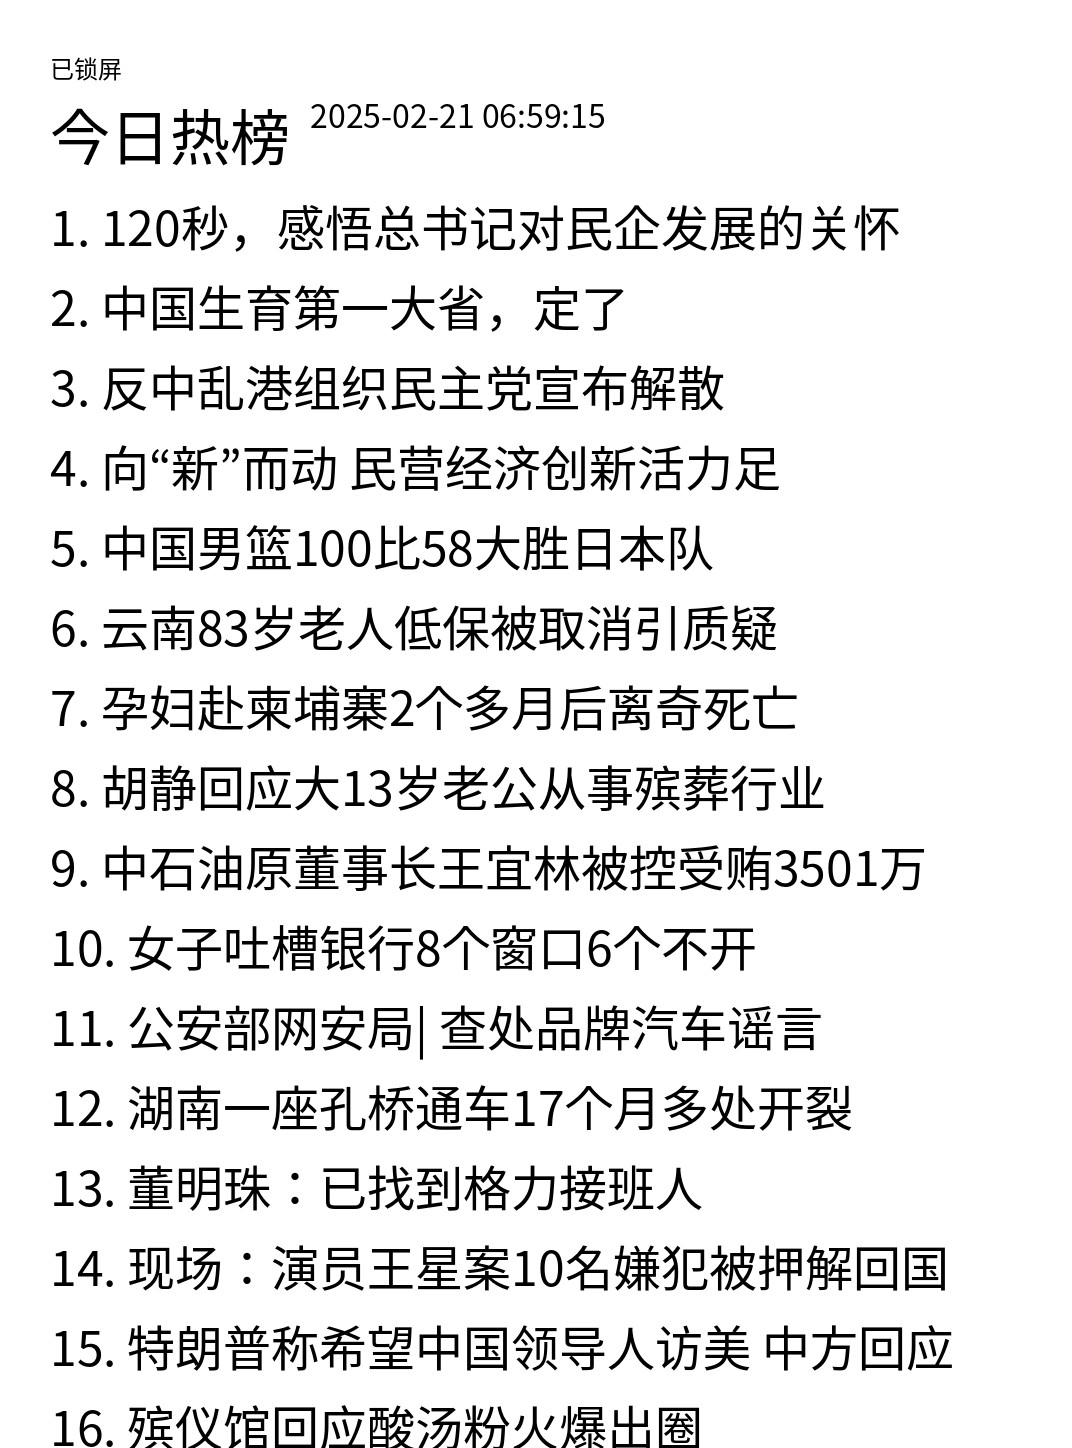 已锁屏
今日热榜 2025-02-21 06:59:15
1. 120秒，感悟总书记对民企发展的关怀
2. 中国生育第一大省，定了
3. 反中乱港组织民主党宣布解散
4. 向“新”而动 民营经济创新活力足
5. 中国男篮100比58大胜日本队
6. 云南83岁老人低保被取消引质疑
7. 孕妇赴柬埔寨2个多月后离奇死亡
8. 胡静回应大13岁老公从事殡葬行业
9. 中石油原董事长王宜林被控受贿3501万
10. 女子吐槽银行8个窗口6个不开
11. 公安部网安局| 查处品牌汽车谣言
12. 湖南一座孔桥通车17个月多处开裂
13. 董明珠：已找到格力接班人
14. 现场：演员王星案10名嫌犯被押解回国
15. 特朗普称希望中国领导人访美 中方回应
16. 殡仪馆回应酸汤粉火爆出圈